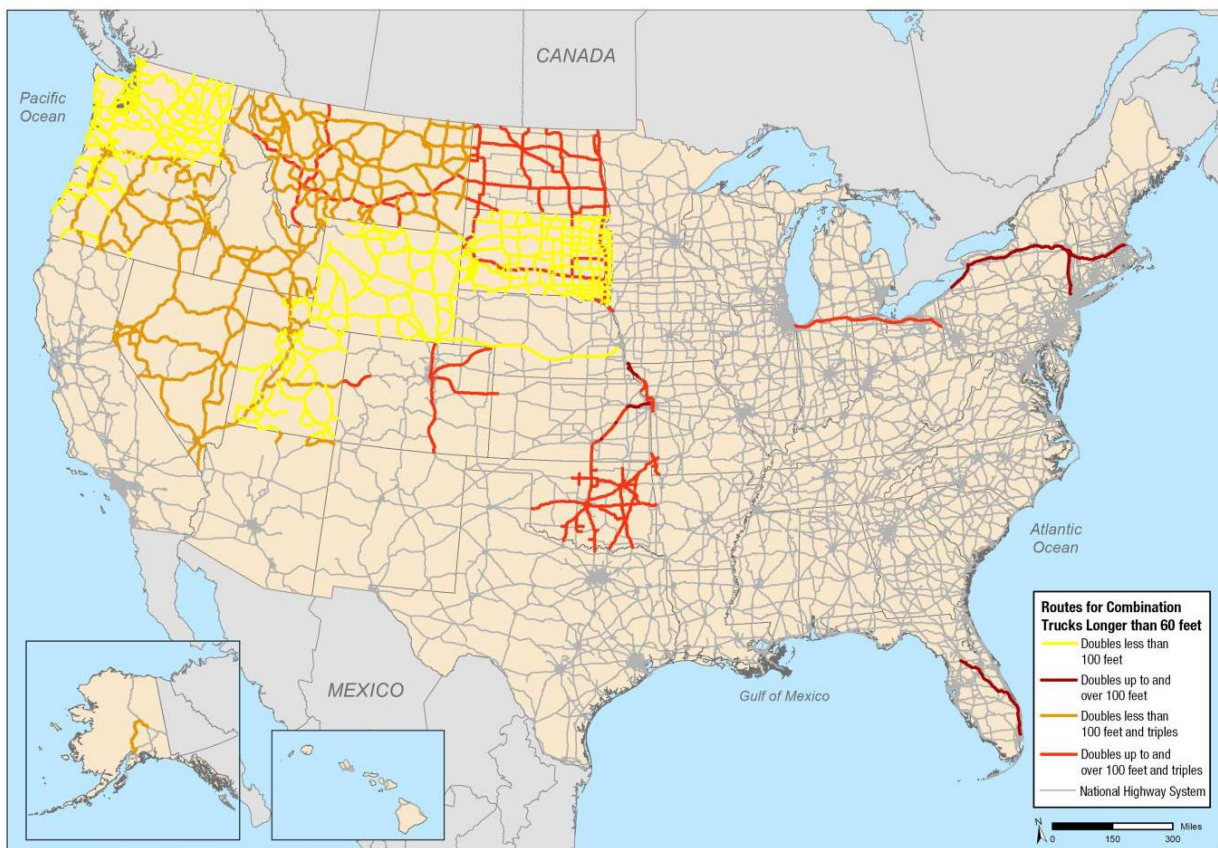 CANADA
Pacific
Ocean
Atlantic
Ocean
MEXICO
Gulf of Mexico
Routes for Combination
Trucks Longer than 60 feet
Doubles less than
100 feet
Doubles up to and
over 100 feet
Doubles less than
100 feet and triples
Doubles up to and
over 100 feet and triples
National Highway System
N
Miles
0 150 300